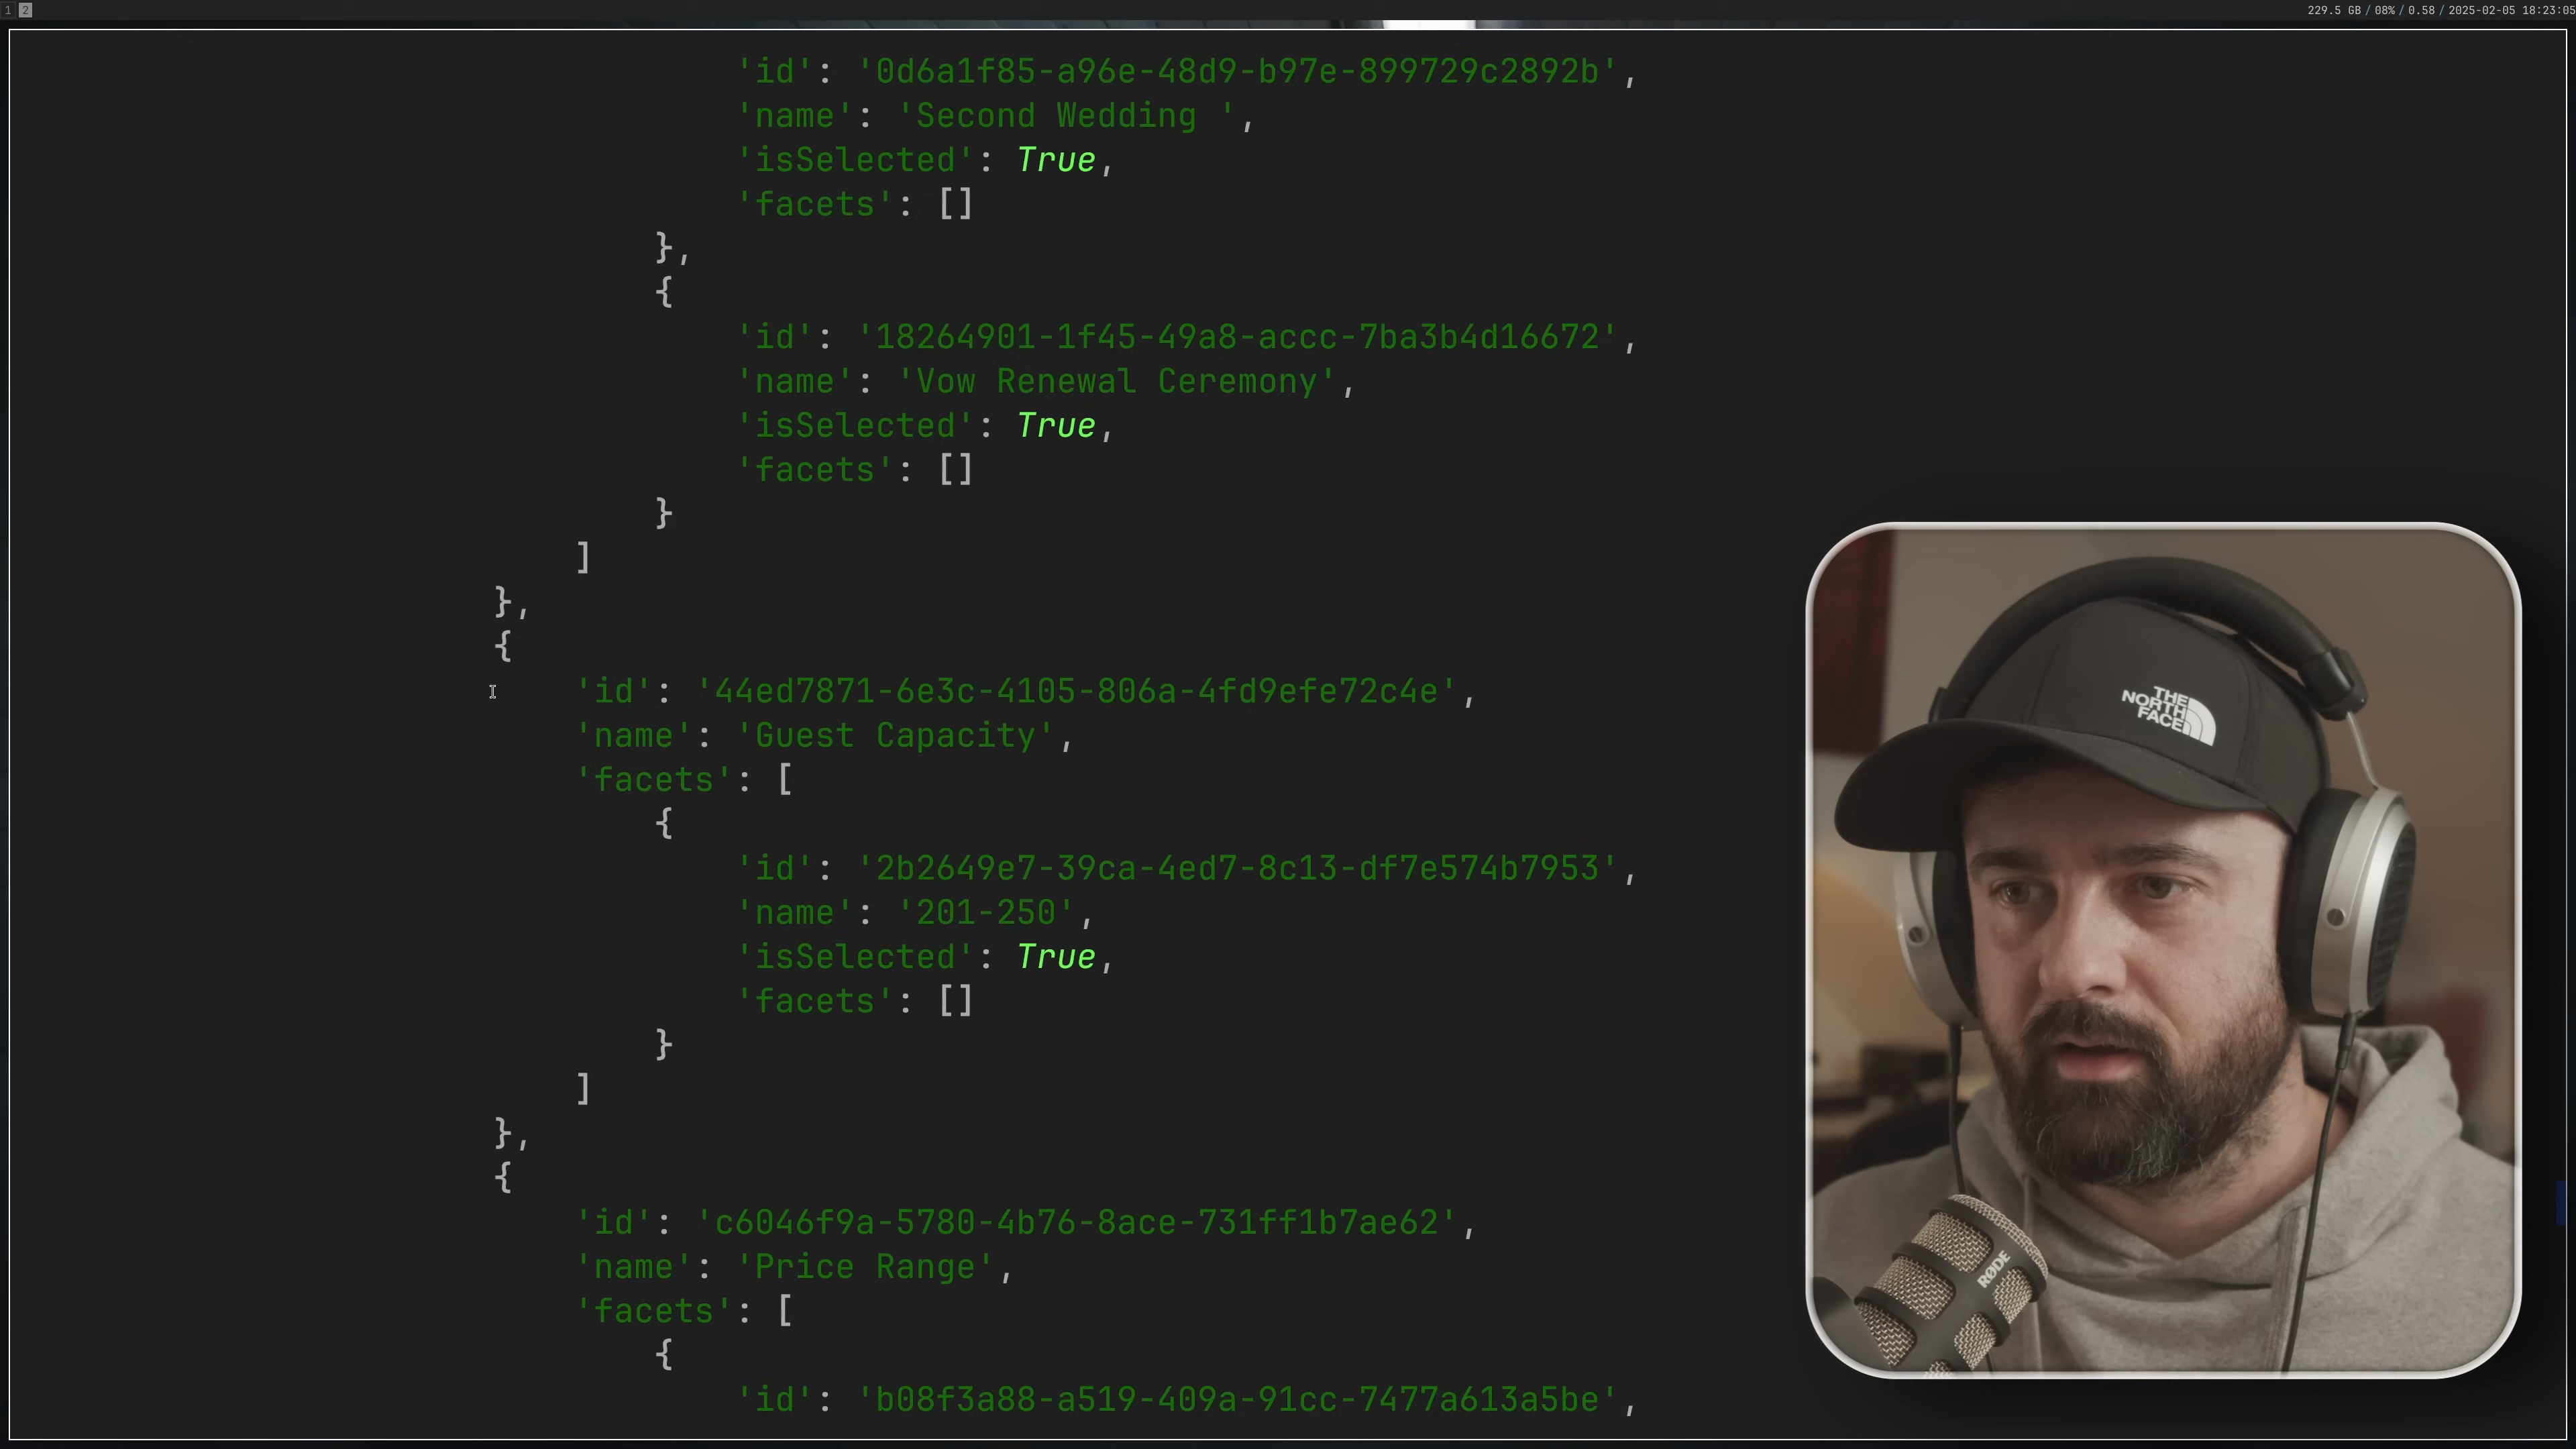 1 2
229.5 GB / 08% / 0.58 / 2025-02-05 18:23:05
'id': '0d6a1f85-a96e-48d9-b97e-899729c2892b',
'name': 'Second Wedding ',
'isSelected': True,
'facets': []
},
{
'id': '18264901-1f45-49a8-accc-7ba3b4d16672',
'name': 'Vow Renewal Ceremony',
'isSelected': True,
'facets': []
}
]
},
{
'id': '44ed7871-6e3c-4105-806a-4fd9efe72c4e',
'name': 'Guest Capacity',
'facets': [
{
'id': '2b2649e7-39ca-4ed7-8c13-df7e574b7953',
'name': '201-250',
'isSelected': True,
'facets': []
}
]
},
{
'id': 'c6046f9a-5780-4b76-8ace-731ff1b7ae62',
'name': 'Price Range',
'facets': [
{
'id': 'b08f3a88-a519-409a-91cc-7477a613a5be',
THE
NORTH
FACE
RØDE